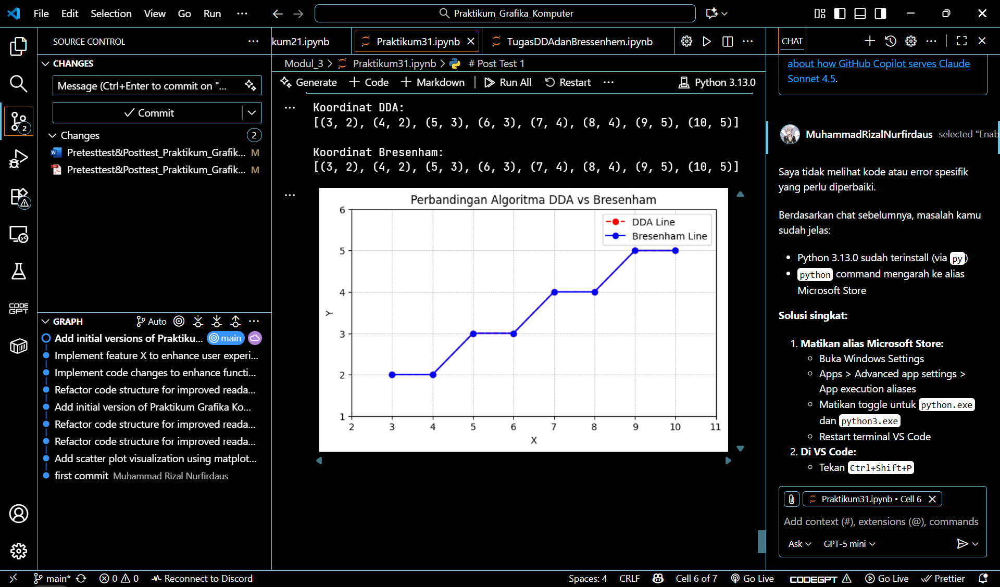 File Edit Selection View Go Run ···
Praktikum_Grafika_Komputer
SOURCE CONTROL
CHANGES
Message (Ctrl+Enter to commit on "...
Commit
Changes 2
Pretesttest&Posttest_Praktikum_Grafik... M
Pretesttest&Posttest_Praktikum_Grafik... M
2
CODE
GPT
GRAPH Auto
Add initial versions of Praktiku... main
Implement feature X to enhance user experi...
Implement code changes to enhance functi...
Refactor code structure for improved reada...
Add initial version of Praktikum Grafika Ko...
Refactor code structure for improved reada...
Refactor code structure for improved reada...
Add scatter plot visualization using matplot...
first commit Muhammad Rizal Nurfirdaus
kum21.ipynb Praktikum31.ipynb TugasDDAdanBressenhem.ipynb
Modul_3 > Praktikum31.ipynb > # Post Test 1
Generate + Code + Markdown Run All Restart ··· Python 3.13.0
Koordinat DDA:
[(3, 2), (4, 2), (5, 3), (6, 3), (7, 4), (8, 4), (9, 5), (10, 5)]
Koordinat Bresenham:
[(3, 2), (4, 2), (5, 3), (6, 3), (7, 4), (8, 4), (9, 5), (10, 5)]
Perbandingan Algoritma DDA vs Bresenham
DDA Line
Bresenham Line
6
5
4
3
2
1
Y
2 3 4 5 6 7 8 9 10 11
X
CHAT
about how GitHub Copilot serves Claude
Sonnet 4.5.
MuhammadRizalNurfirdaus selected "Enab
Saya tidak melihat kode atau error spesifik
yang perlu diperbaiki.
Berdasarkan chat sebelumnya, masalah kamu
sudah jelas:
• Python 3.13.0 sudah terinstall (via py)
• python command mengarah ke alias
Microsoft Store
Solusi singkat:
1. Matikan alias Microsoft Store:
Buka Windows Settings
Apps > Advanced app settings >
App execution aliases
Matikan toggle untuk python.exe
dan python3.exe
Restart terminal VS Code
2. Di VS Code:
Tekan Ctrl+Shift+P
Praktikum31.ipynb • Cell 6
Add context (#), extensions (@), commands
Ask GPT-5 mini
main* 0 0 Reconnect to Discord Spaces: 4 CRLF Cell 6 of 7 Go Live CODEGPT Go Live Prettier